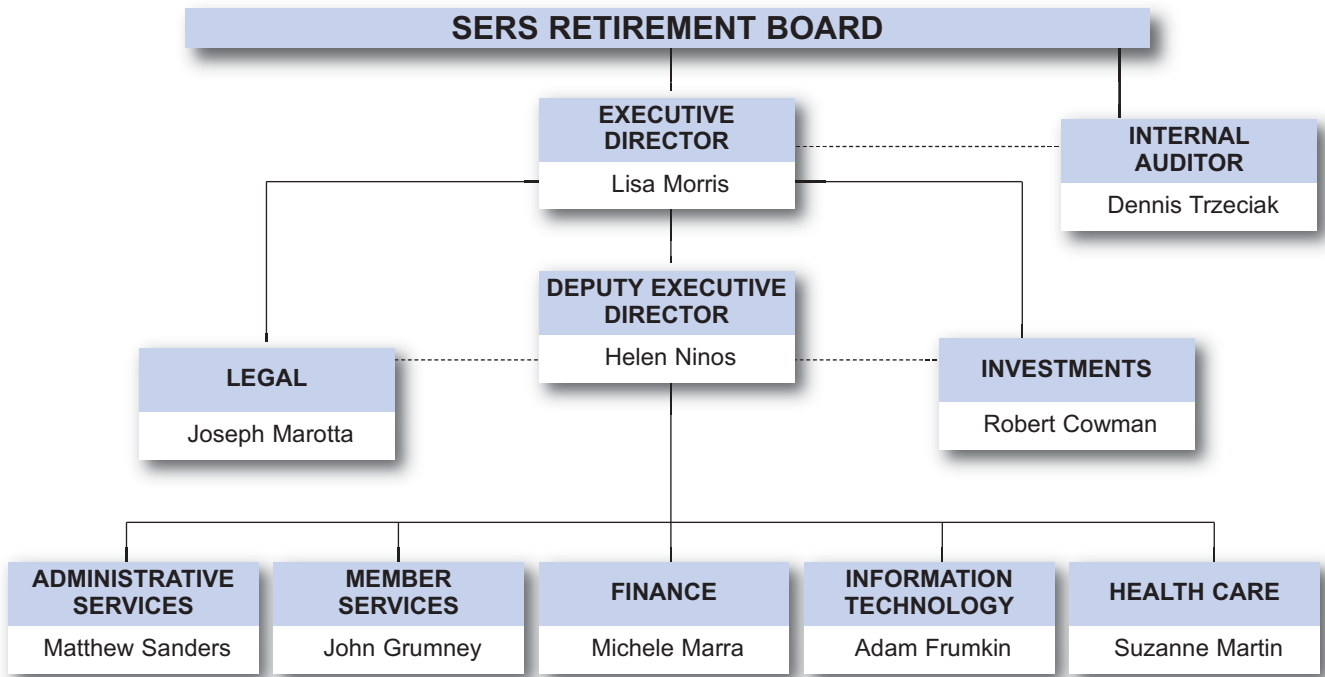 SERS RETIREMENT BOARD
EXECUTIVE
DIRECTOR
Lisa Morris
INTERNAL
AUDITOR
Dennis Trzeciak
DEPUTY EXECUTIVE
DIRECTOR
Helen Ninos
LEGAL
Joseph Marotta
INVESTMENTS
Robert Cowman
ADMINISTRATIVE
SERVICES
Matthew Sanders
MEMBER
SERVICES
John Grumney
FINANCE
Michele Marra
INFORMATION
TECHNOLOGY
Adam Frumkin
HEALTH CARE
Suzanne Martin